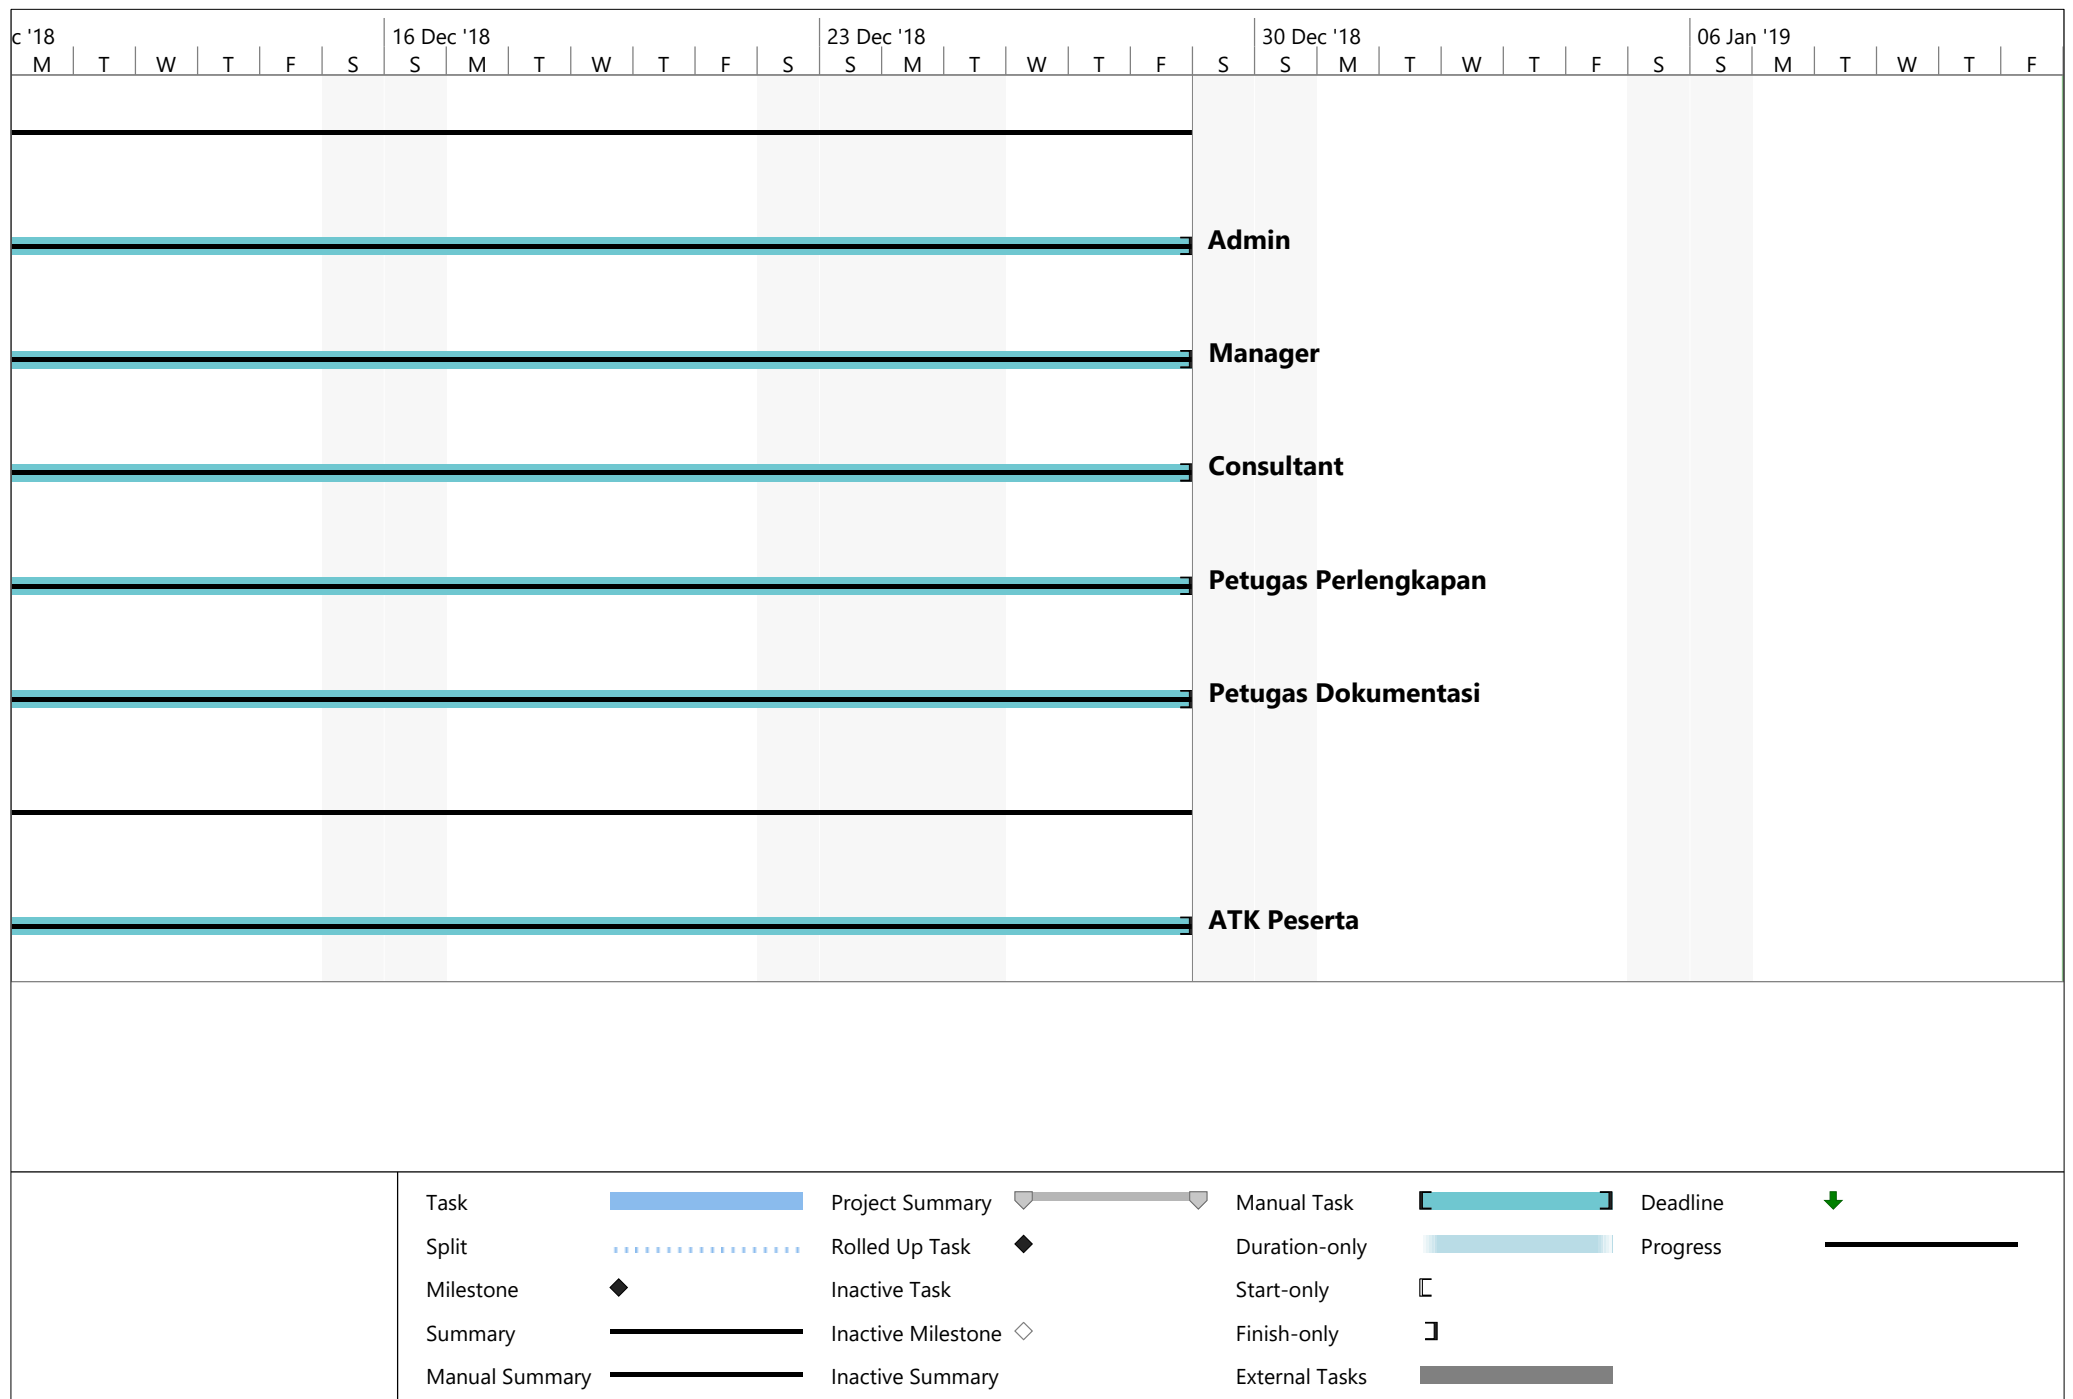 c '18 16 Dec '18 23 Dec '18 30 Dec '18 06 Jan '19
M T W T F S S M T W T F S S M T W T F S S M T W T F S S M T W T F
Admin
Manager
Consultant
Petugas Perlengkapan
Petugas Dokumentasi
ATK Peserta
Task Project Summary Manual Task Deadline
Split Rolled Up Task Duration-only Progress
Milestone Inactive Task Start-only
Summary Inactive Milestone Finish-only
Manual Summary Inactive Summary External Tasks